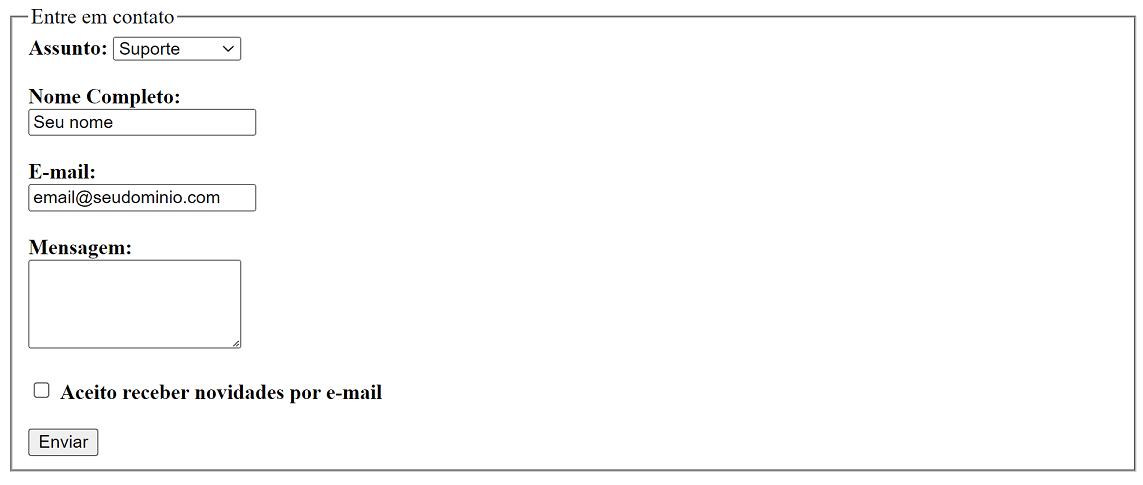 Entre em contato
Assunto: Suporte
Nome Completo:
Seu nome
E-mail:
email@seudominio.com
Mensagem:
Aceito receber novidades por e-mail
Enviar